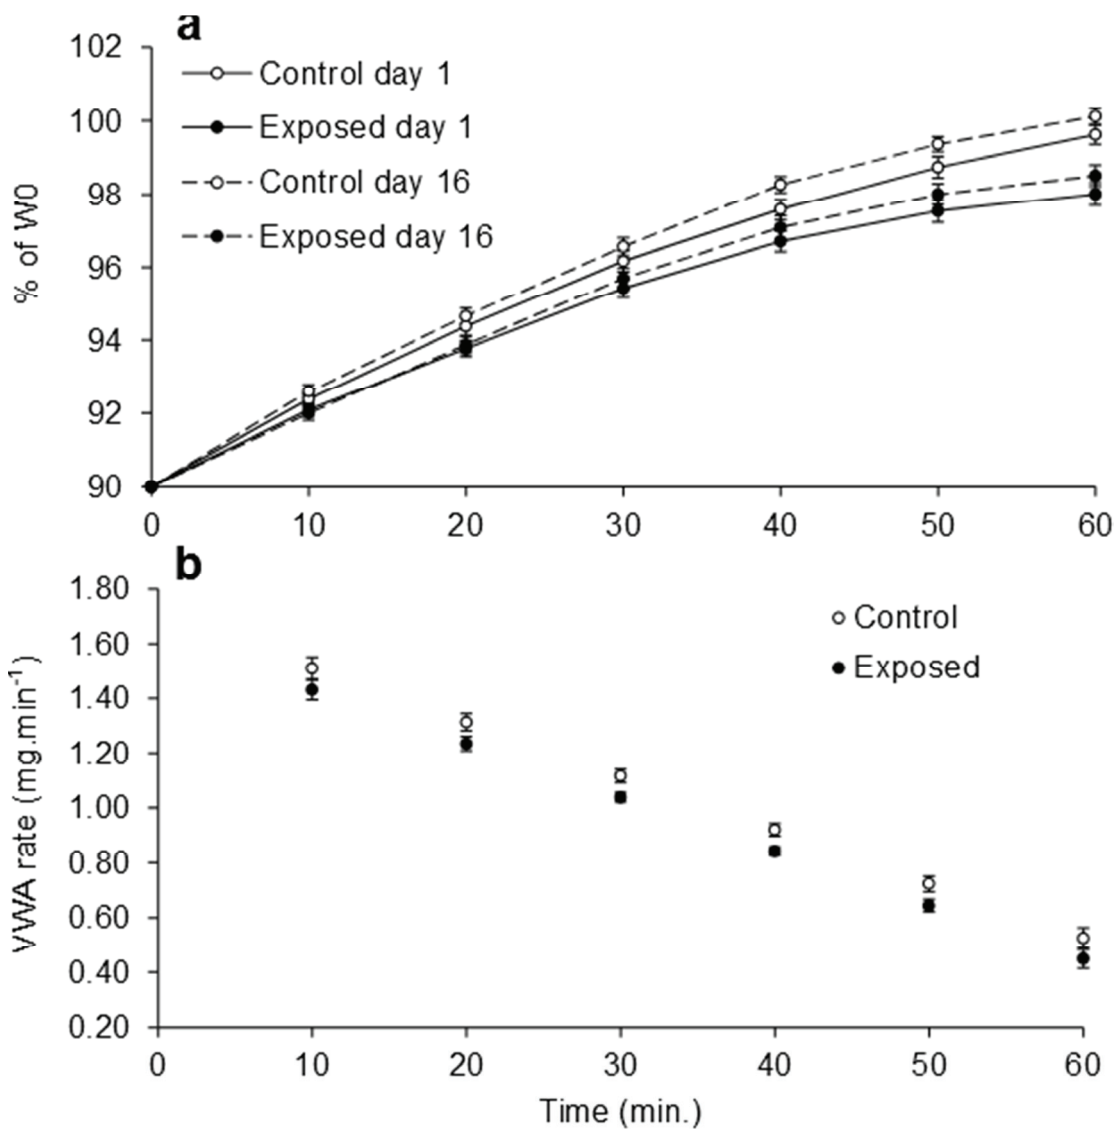 a
102
100
98
96
94
92
90
% of W0
Control day 1
Exposed day 1
Control day 16
Exposed day 16
0 10 20 30 40 50 60
b
1.80
1.60
1.40
1.20
1.00
0.80
0.60
0.40
0.20
VWA rate (mg.min⁻¹)
Control
Exposed
0 10 20 30 40 50 60
Time (min.)